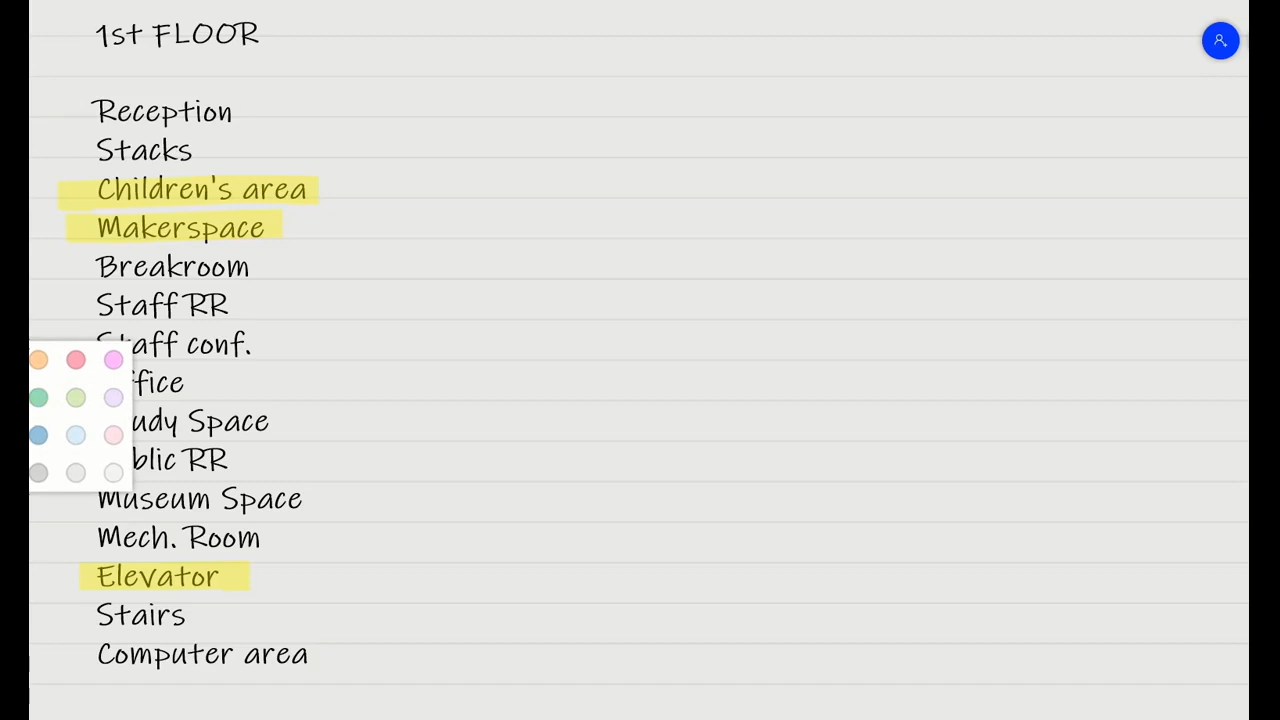 1st FLOOR
Reception
Stacks
Children's area
Makerspace
Breakroom
Staff RR
Staff conf.
Space
RR
Museum Space
Mech. Room
Elevator
Stairs
Computer area